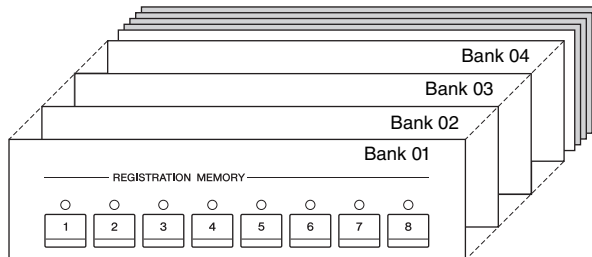 Bank 04
Bank 03
Bank 02
Bank 01
REGISTRATION MEMORY
1 2 3 4 5 6 7 8